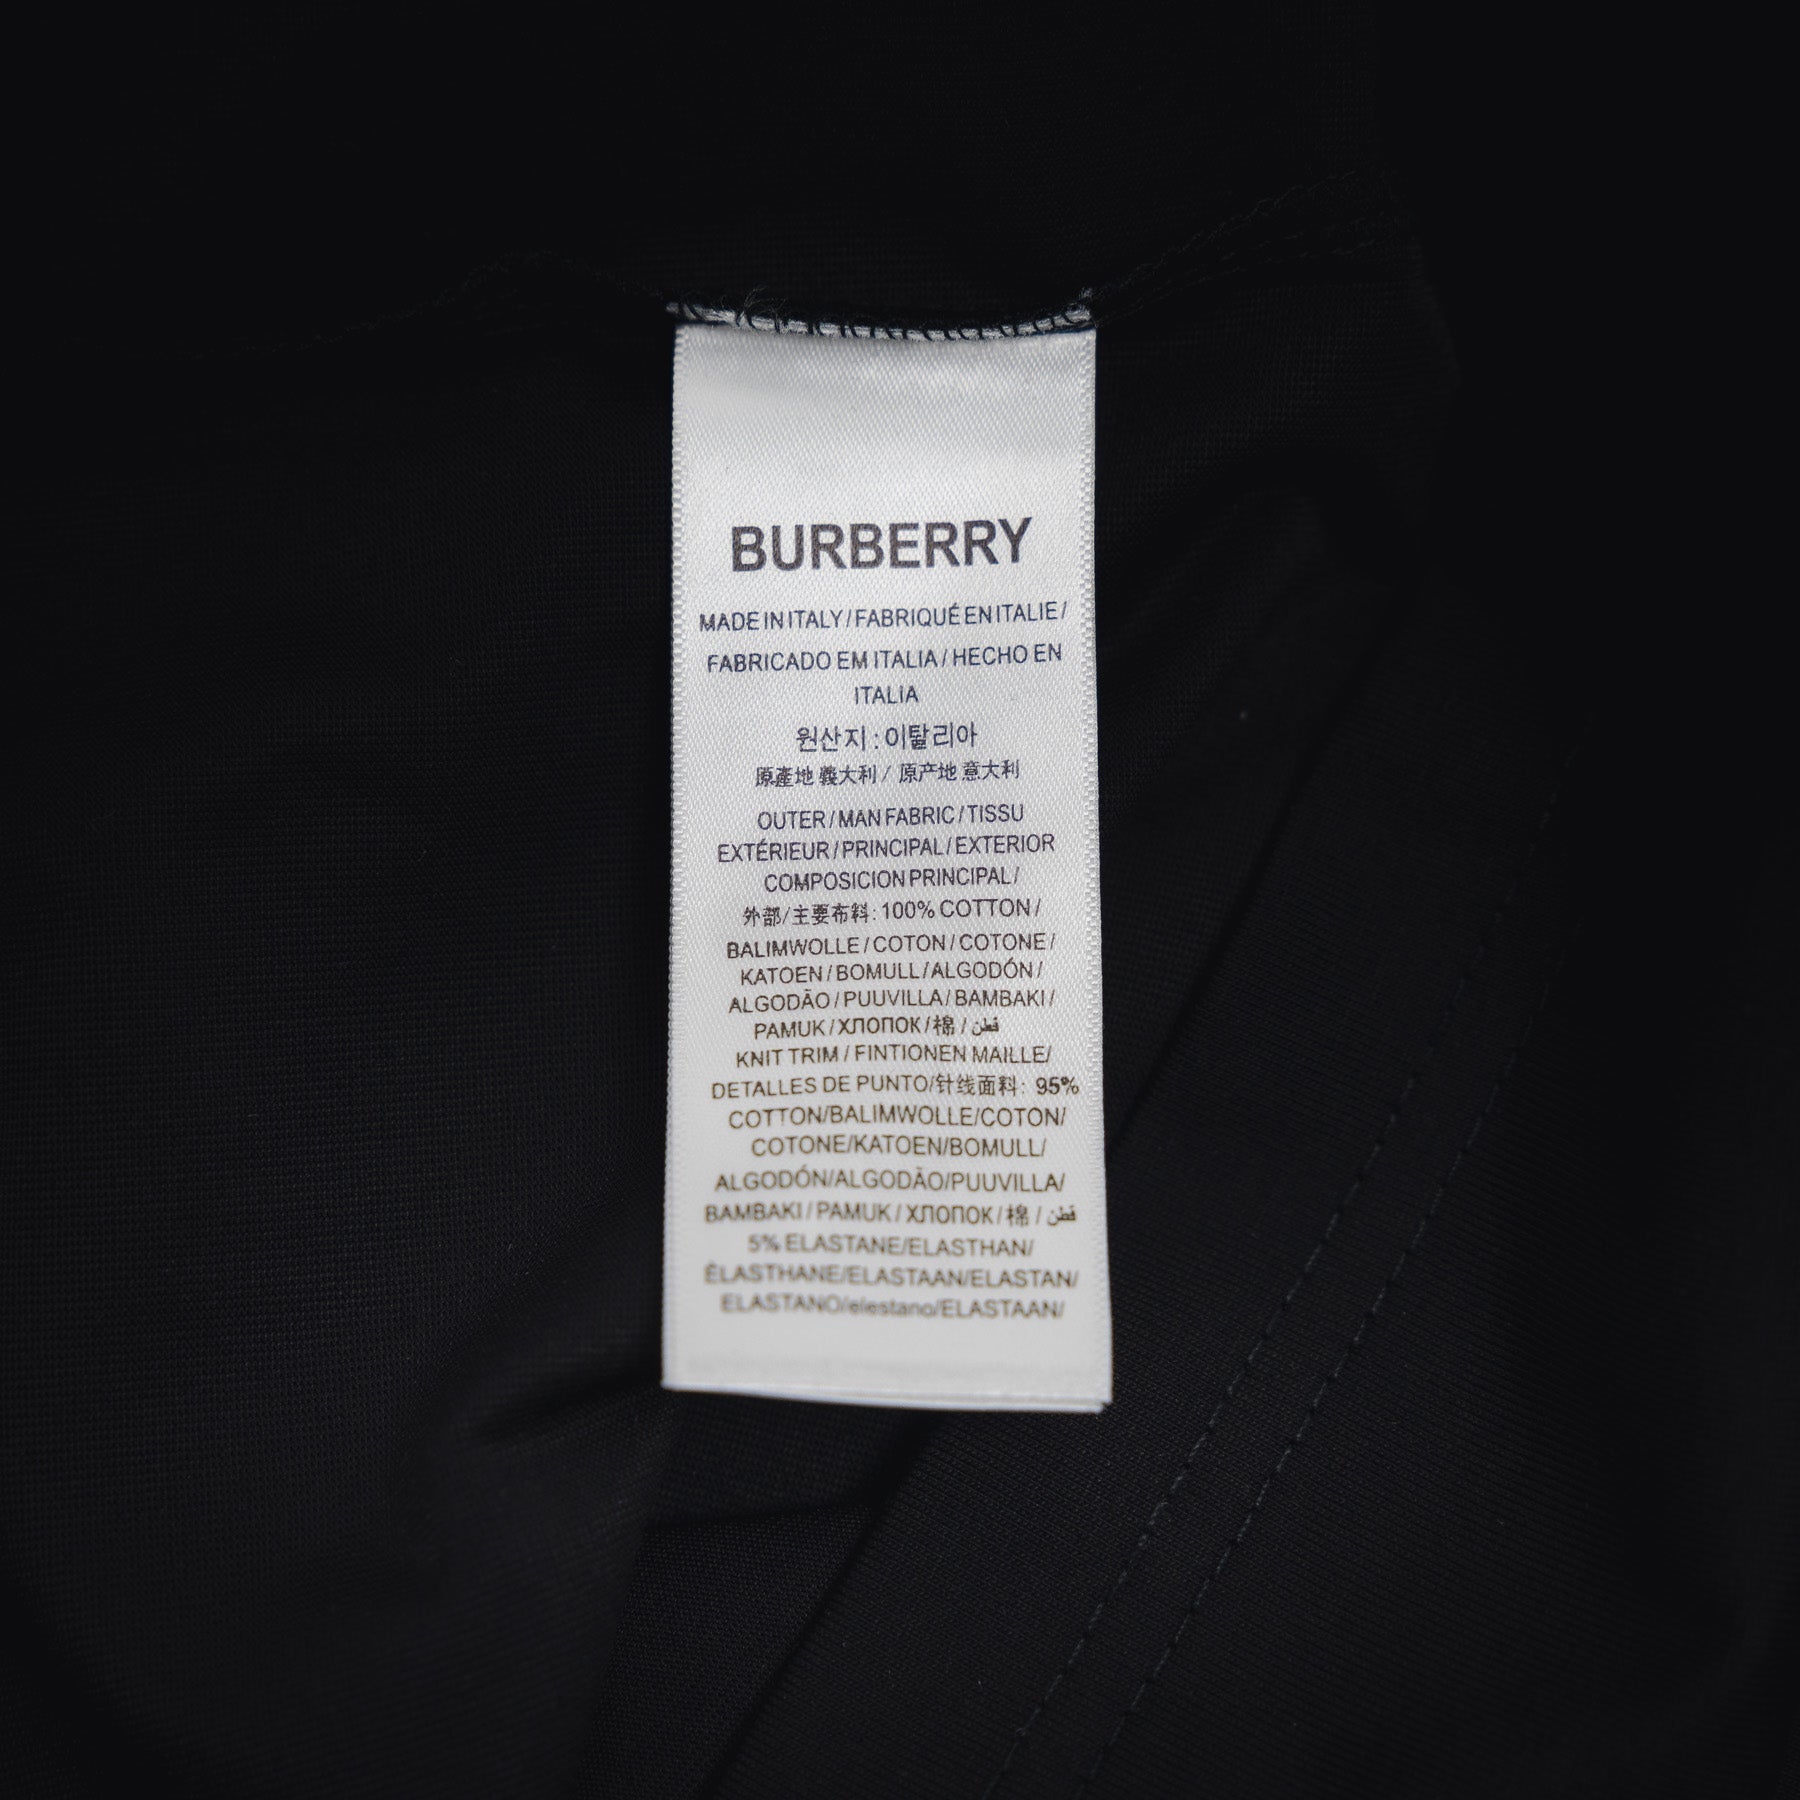 BURBERRY
MADE IN ITALY/FABRIQUÉ EN ITALIE/
FABRICADO EM ITALIA/HECHO EN
ITALIA
원산지:이탈리아
原產地 義大利/ 原产地 意大利
OUTER/MAN FABRIC/TISSU
EXTÉRIEUR/PRINCIPAL/EXTERIOR
COMPOSICION PRINCIPAL/
外部/主要布料:100% COTTON/
BALIMWOLLE/COTON/COTONE/
KATOEN/BOMULL/ALGODÓN/
ALGODÃO/PUUVILLA/BAMBAKI/
PAMUK/ХЛОПОК/棉/قطن
KNIT TRIM/FINTIONEN MAILLE/
DETALLES DE PUNTO/针线面料: 95%
COTTON/BALIMWOLLE/COTON/
COTONE/KATOEN/BOMULL/
ALGODÓN/ALGODÃO/PUUVILLA/
BAMBAKI/PAMUK/ХЛОПОК/棉/قطن
5% ELASTANE/ELASTHAN/
ÉLASTHANE/ELASTAAN/ELASTAN/
ELASTANO/elestano/ELASTAAN/